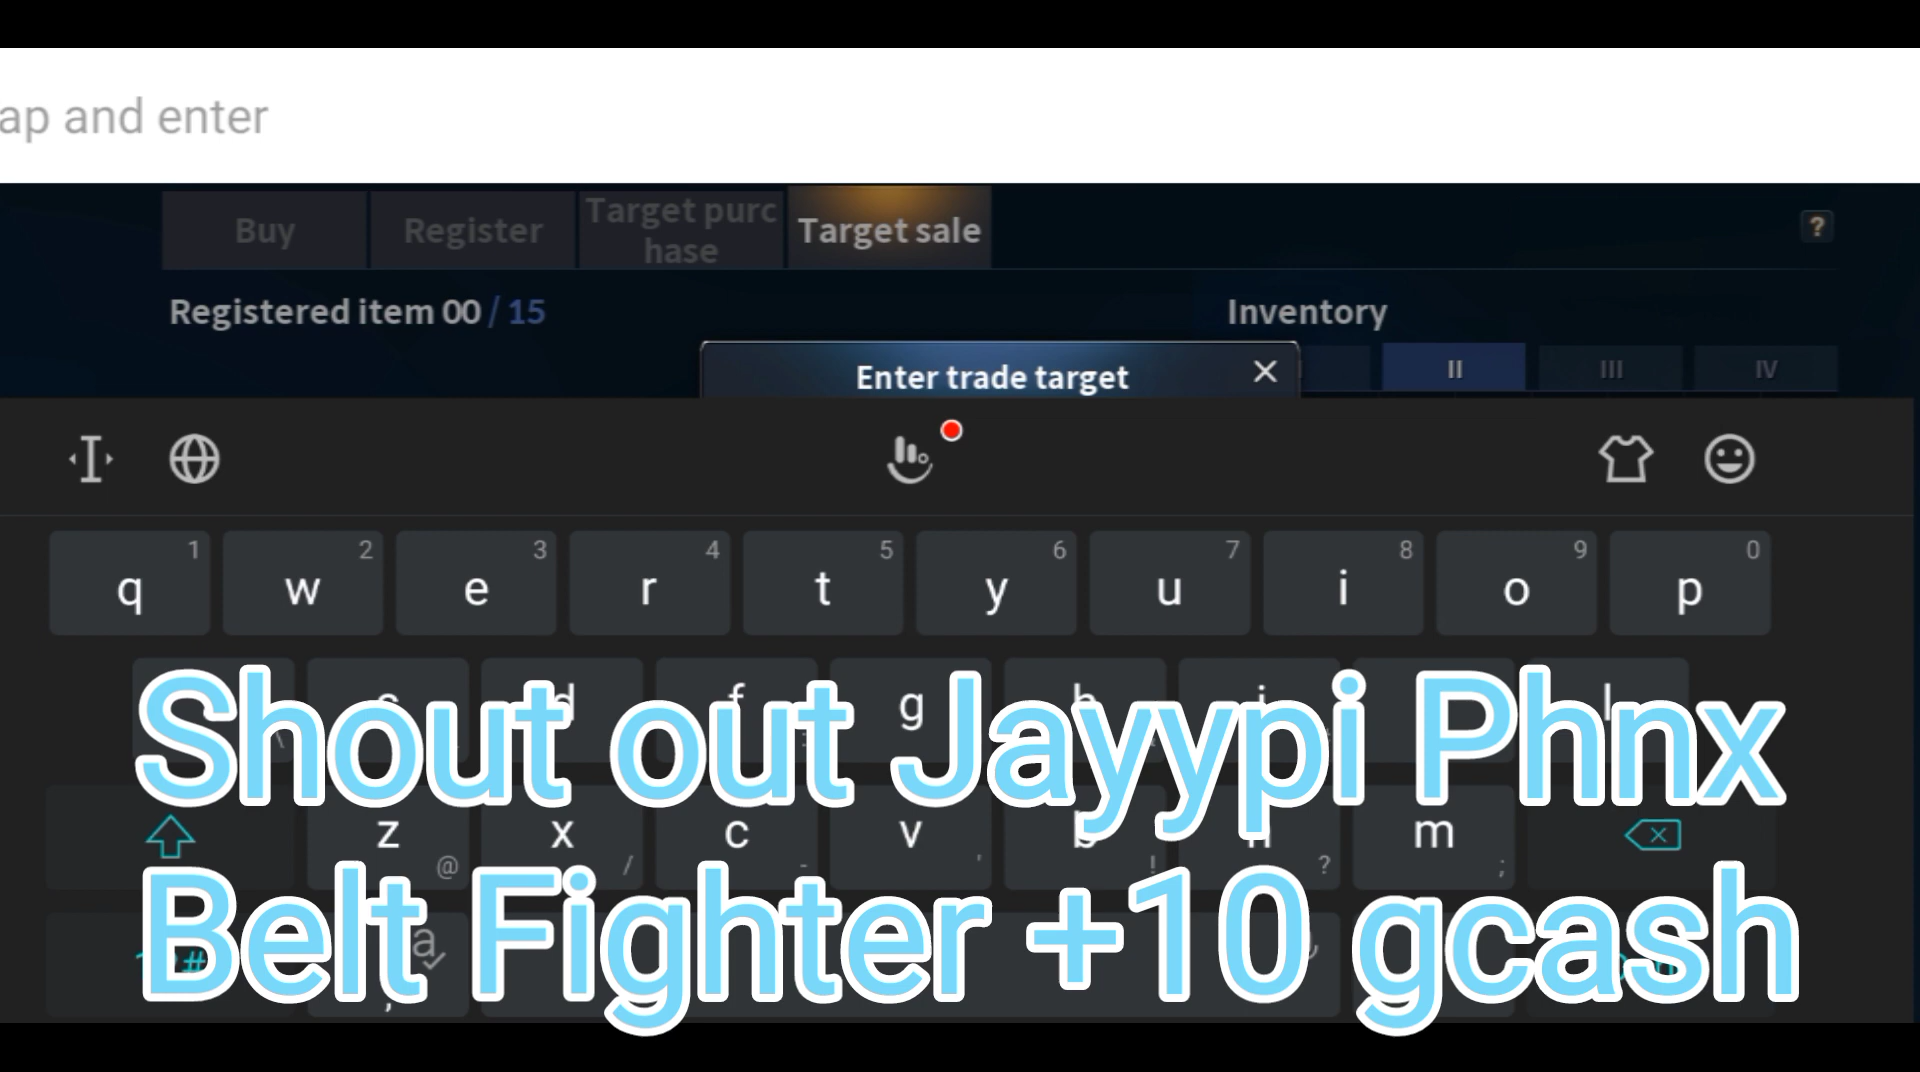 ap and enter
Buy
Register
Target purc
hase
Target sale
?
Registered item 00 / 15
Inventory
Enter trade target
II
III
IV
1 2 3 4 5 6 7 8 9 0
q w e r t y u i o p
d f g h j l
Shout out Jayypi Phnx
z x c v b n m
@ / - ' ! ? ;
Belt Fighter +10 gcash